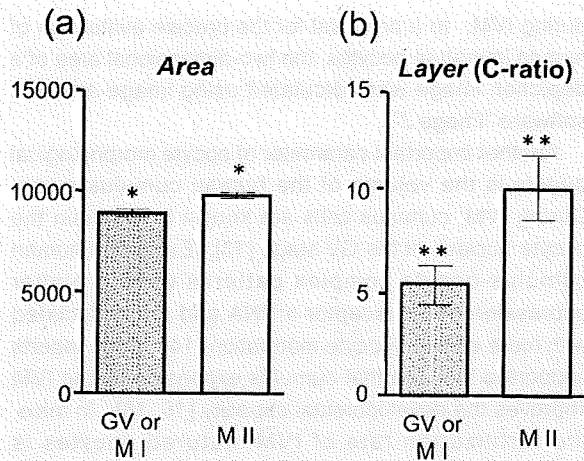 (a)
Area
15000
10000
5000
0
*
*
GV or
M I
M II
(b)
Layer (C-ratio)
15
10
5
0
**
**
GV or
M I
M II